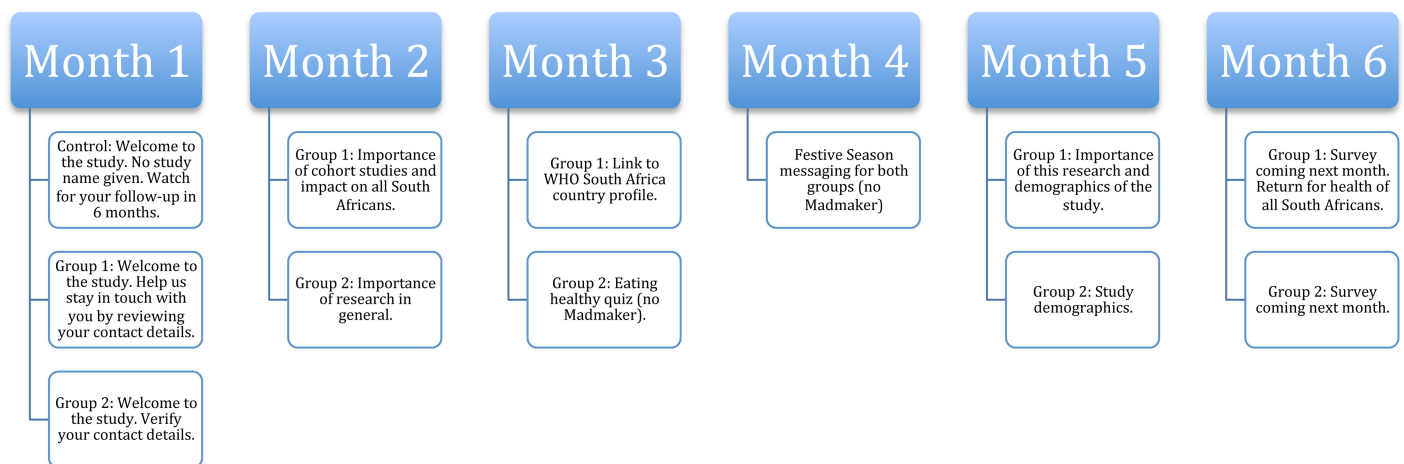 Month 1
Control: Welcome to
the study. No study
name given. Watch
for your follow-up in
6 months.
Group 1: Welcome to
the study. Help us
stay in touch with
you by reviewing
your contact details.
Group 2: Welcome to
the study. Verify
your contact details.
Month 2
Group 1: Importance
of cohort studies and
impact on all South
Africans.
Group 2: Importance
of research in
general.
Month 3
Group 1: Link to
WHO South Africa
country profile.
Group 2: Eating
healthy quiz (no
Madmaker).
Month 4
Festive Season
messaging for both
groups (no
Madmaker)
Month 5
Group 1: Importance
of this research and
demographics of the
study.
Group 2: Study
demographics.
Month 6
Group 1: Survey
coming next month.
Return for health of
all South Africans.
Group 2: Survey
coming next month.